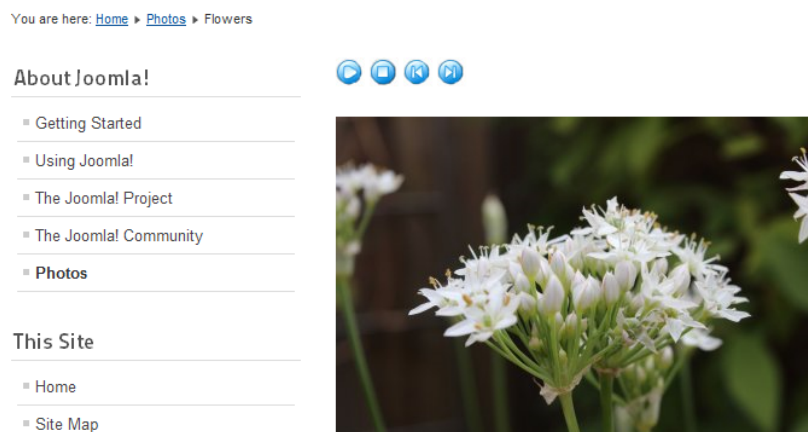 You are here: Home ▸ Photos ▸ Flowers
About Joomla!
Getting Started
Using Joomla!
The Joomla! Project
The Joomla! Community
Photos
This Site
Home
Site Map